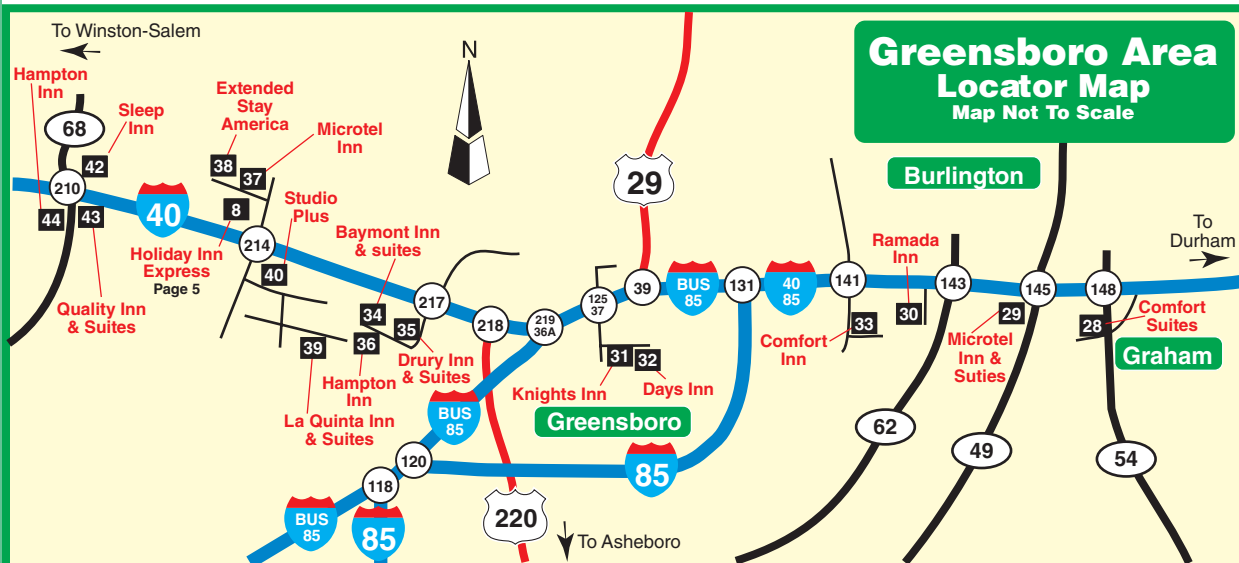 To Winston-Salem
Hampton
Inn
68
Sleep
Inn
Extended
Stay
America
Microtel
Inn
N
29
Greensboro Area
Locator Map
Map Not To Scale
Burlington
42
38
37
210
44
43
40
8
214
Studio
Plus
40
Holiday Inn
Express
Page 5
Quality Inn
& Suites
Baymont Inn
& suites
217
34
35
36
39
Drury Inn
& Suites
Hampton
Inn
La Quinta Inn
& Suites
218
219
36A
125
37
39
BUS
85
131
40
85
141
Ramada
Inn
143
145
148
To
Durham
31
32
Knights Inn
Days Inn
Greensboro
Comfort
Inn
33
30
29
Microtel
Inn &
Suties
28
Comfort
Suites
Graham
BUS
85
120
118
BUS
85
85
85
220
To Asheboro
62
49
54